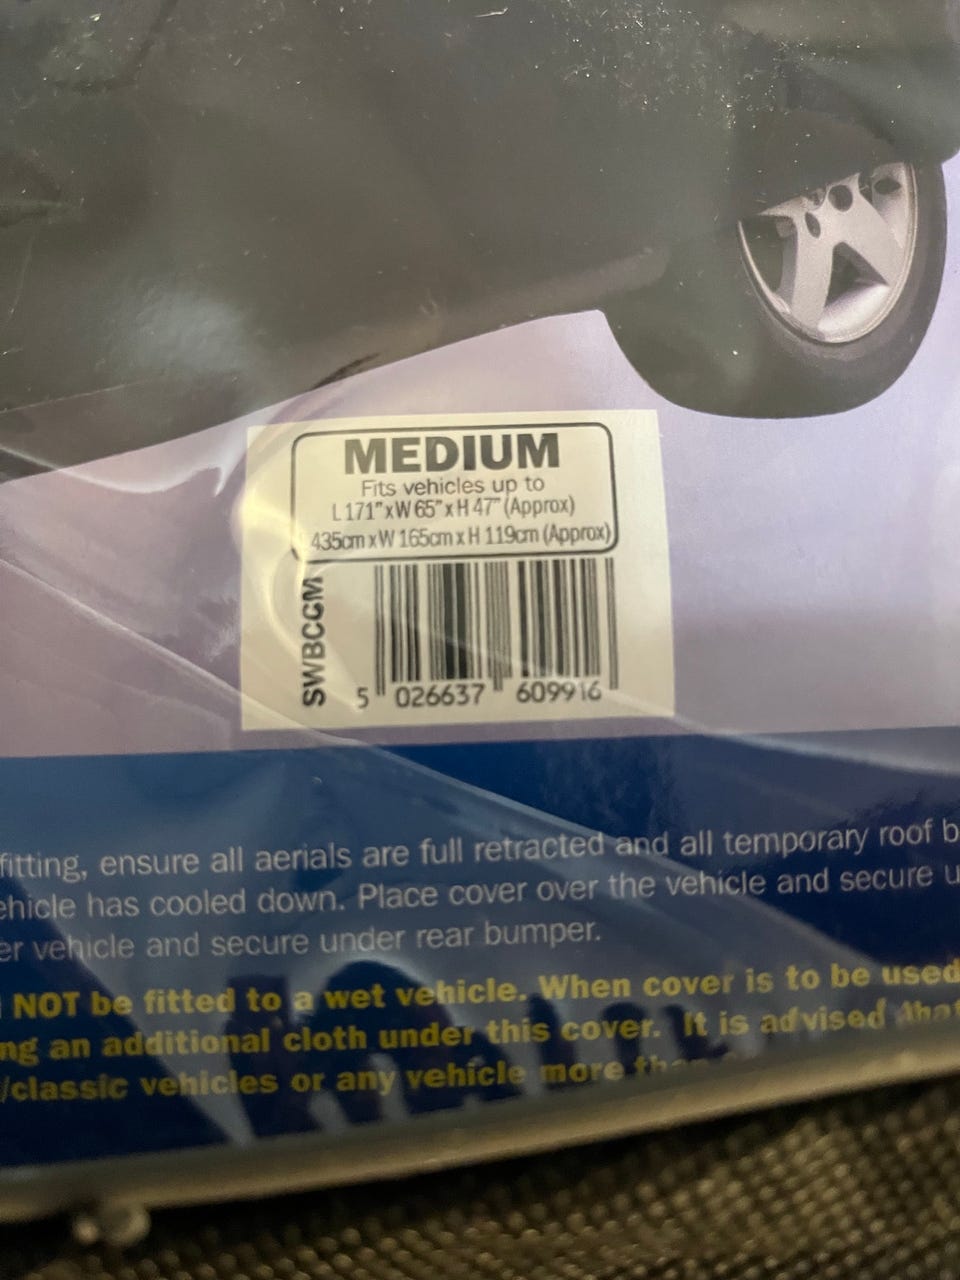 MEDIUM
Fits vehicles up to
L 171" x W 65" x H 47" (Approx)
435cm x W 165cm x H 119cm (Approx)
SWBCCM
5 026637 609916
fitting, ensure all aerials are full retracted and all temporary roof b
ehicle has cooled down. Place cover over the vehicle and secure u
er vehicle and secure under rear bumper.
NOT be fitted to a wet vehicle. When cover is to be used
ng an additional cloth under this cover. It is advised that
/classic vehicles or any vehicle more than